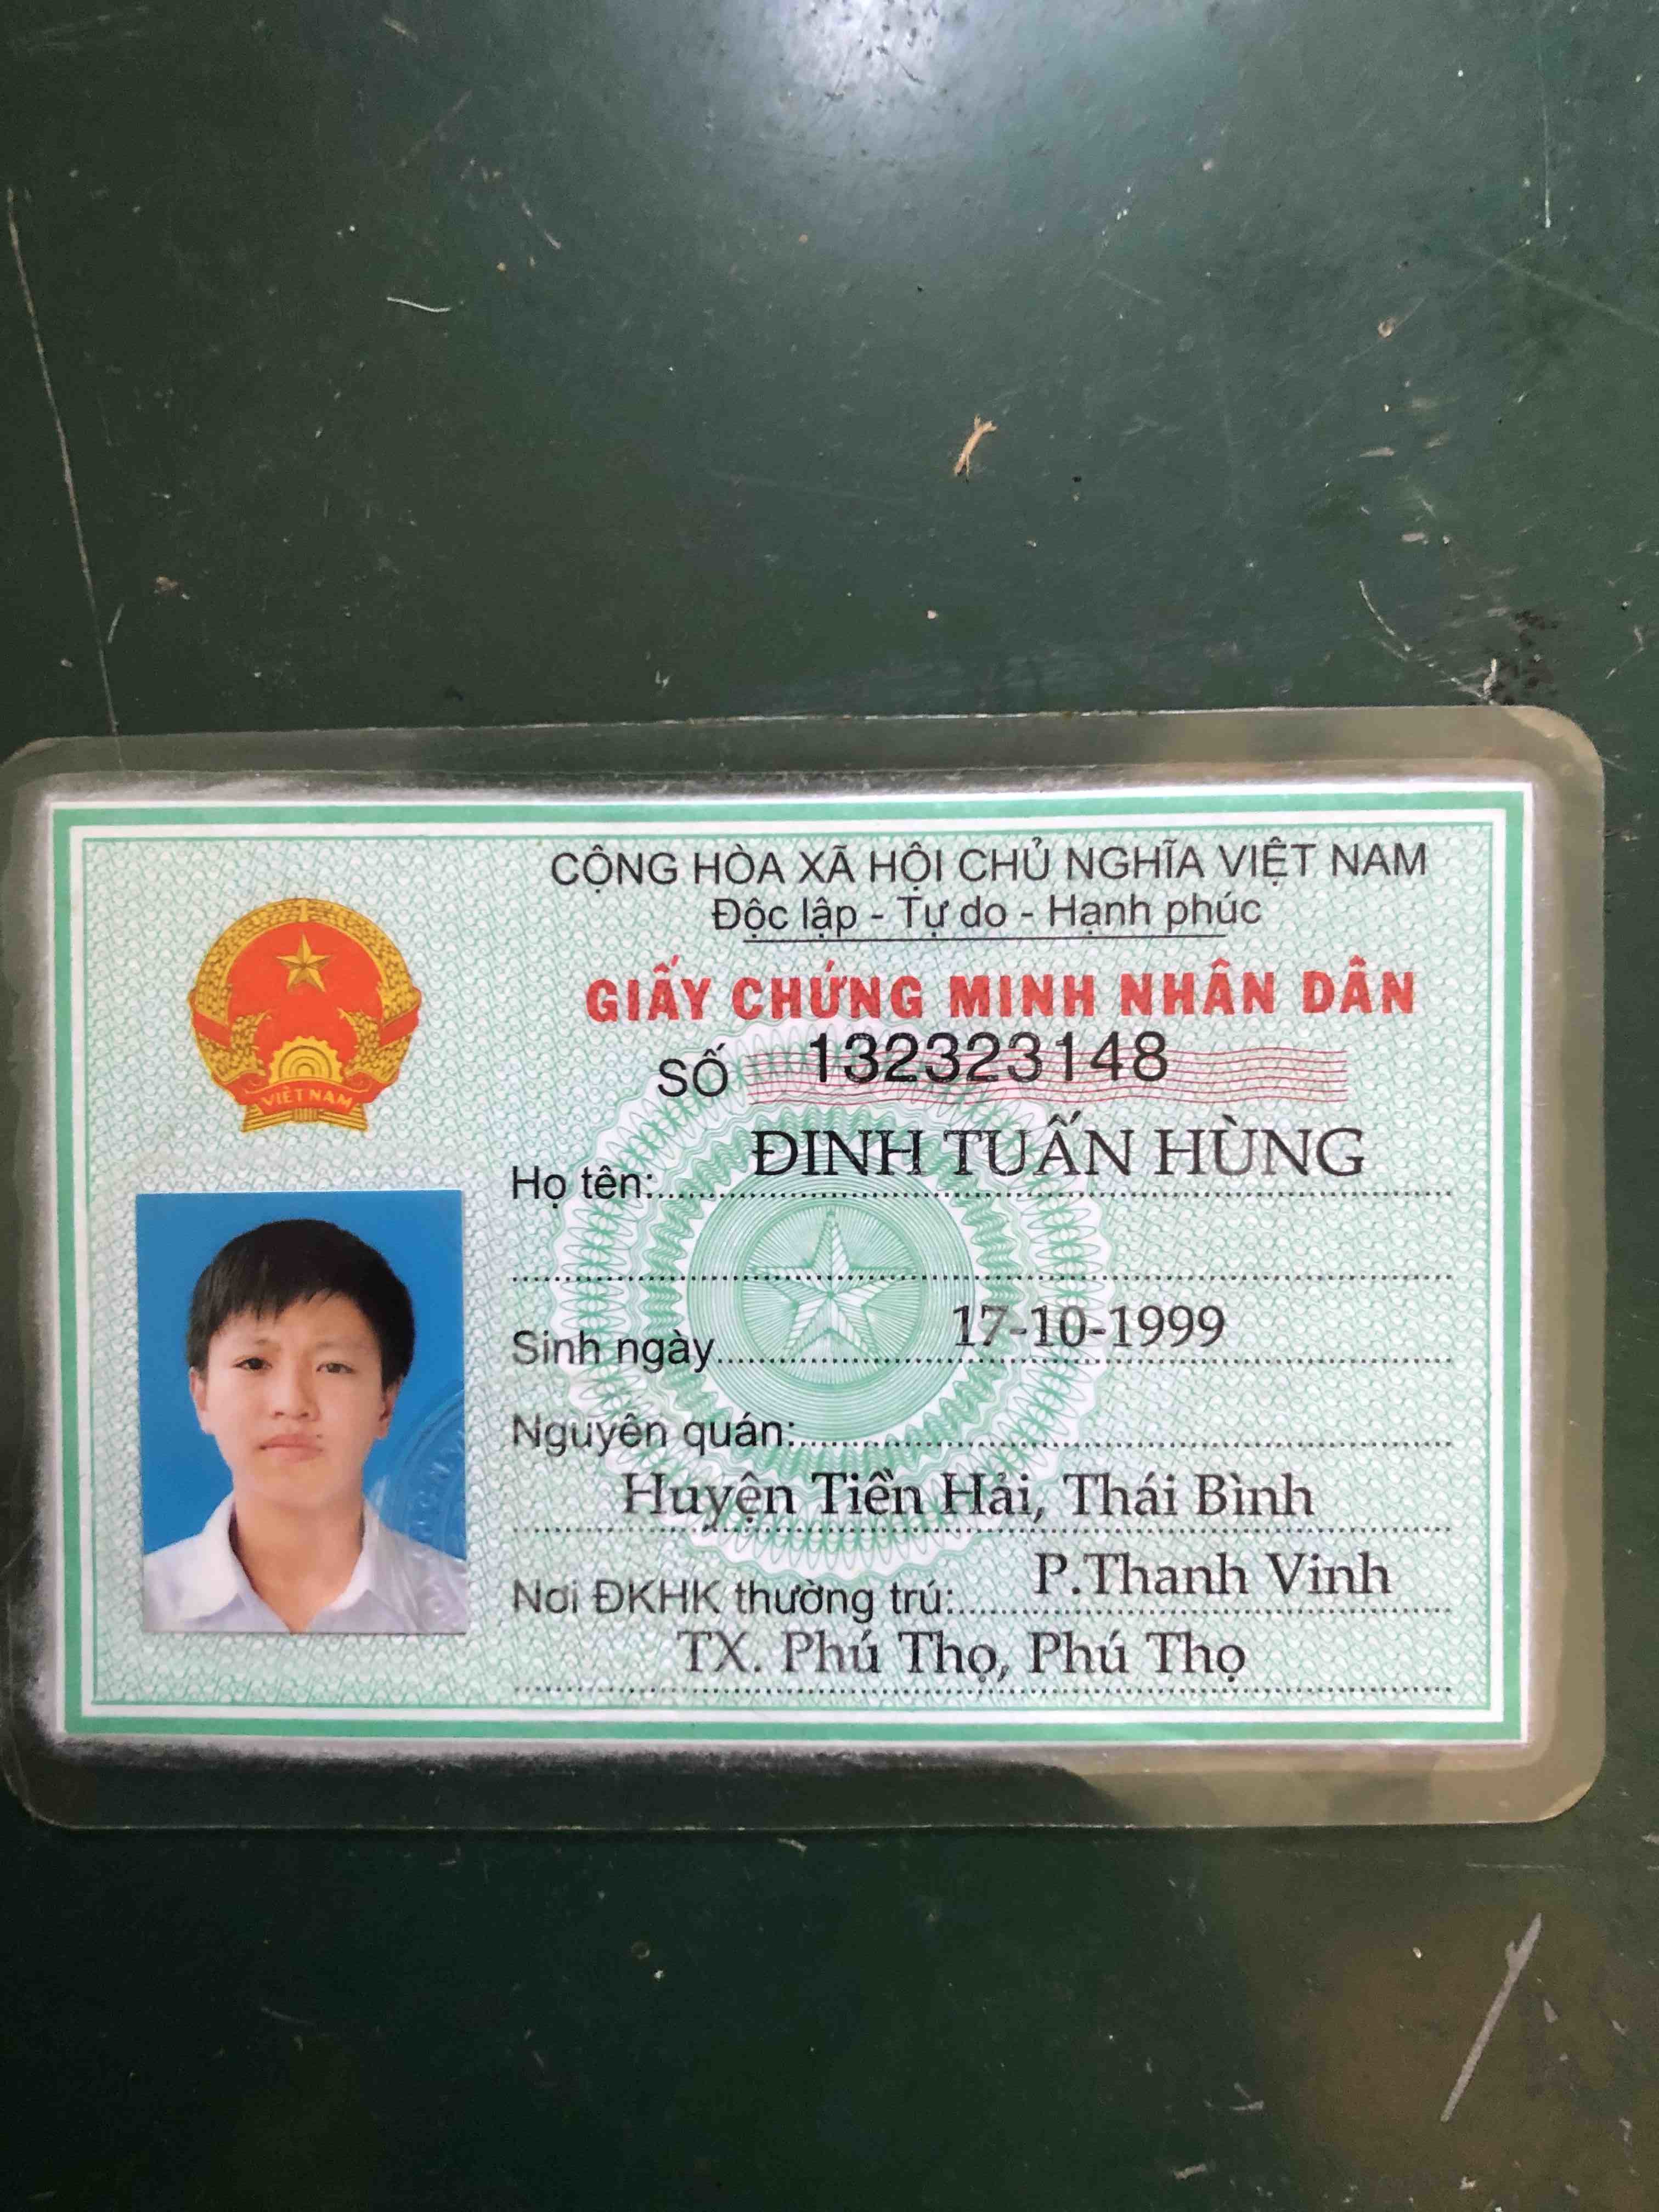 CỘNG HÒA XÃ HỘI CHỦ NGHĨA VIỆT NAM
Độc lập - Tự do - Hạnh phúc
GIẤY CHỨNG MINH NHÂN DÂN
SỐ 132323148
VIỆT NAM
Họ tên: ĐINH TUẤN HÙNG
Sinh ngày 17-10-1999
Nguyên quán:
Huyện Tiền Hải, Thái Bình
Nơi ĐKHK thường trú: P.Thanh Vinh
TX. Phú Thọ, Phú Thọ